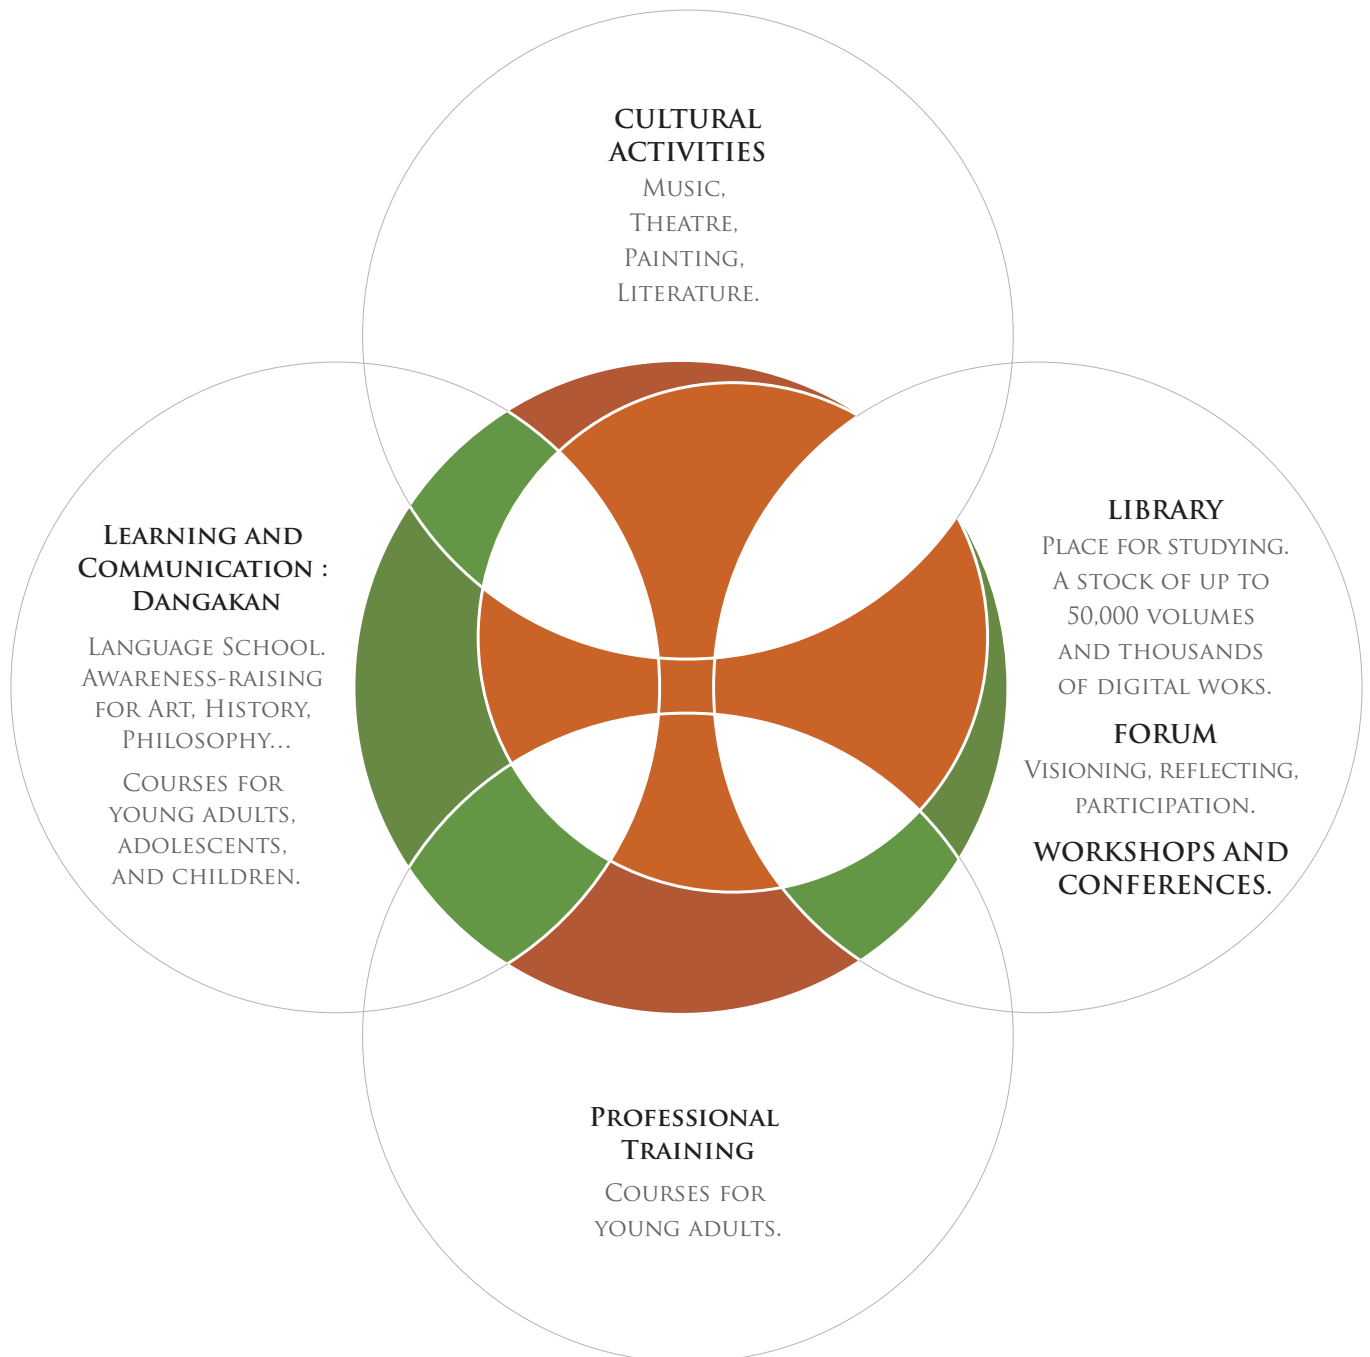 CULTURAL
ACTIVITIES
Music,
Theatre,
Painting,
Literature.
Learning and
Communication :
Dangakan
Language School.
Awareness-raising
for Art, History,
Philosophy...
Courses for
young adults,
adolescents,
and children.
LIBRARY
Place for studying.
A stock of up to
50,000 volumes
and thousands
of digital woks.
FORUM
Visioning, reflecting,
participation.
WORKSHOPS AND
CONFERENCES.
Professional
Training
Courses for
young adults.